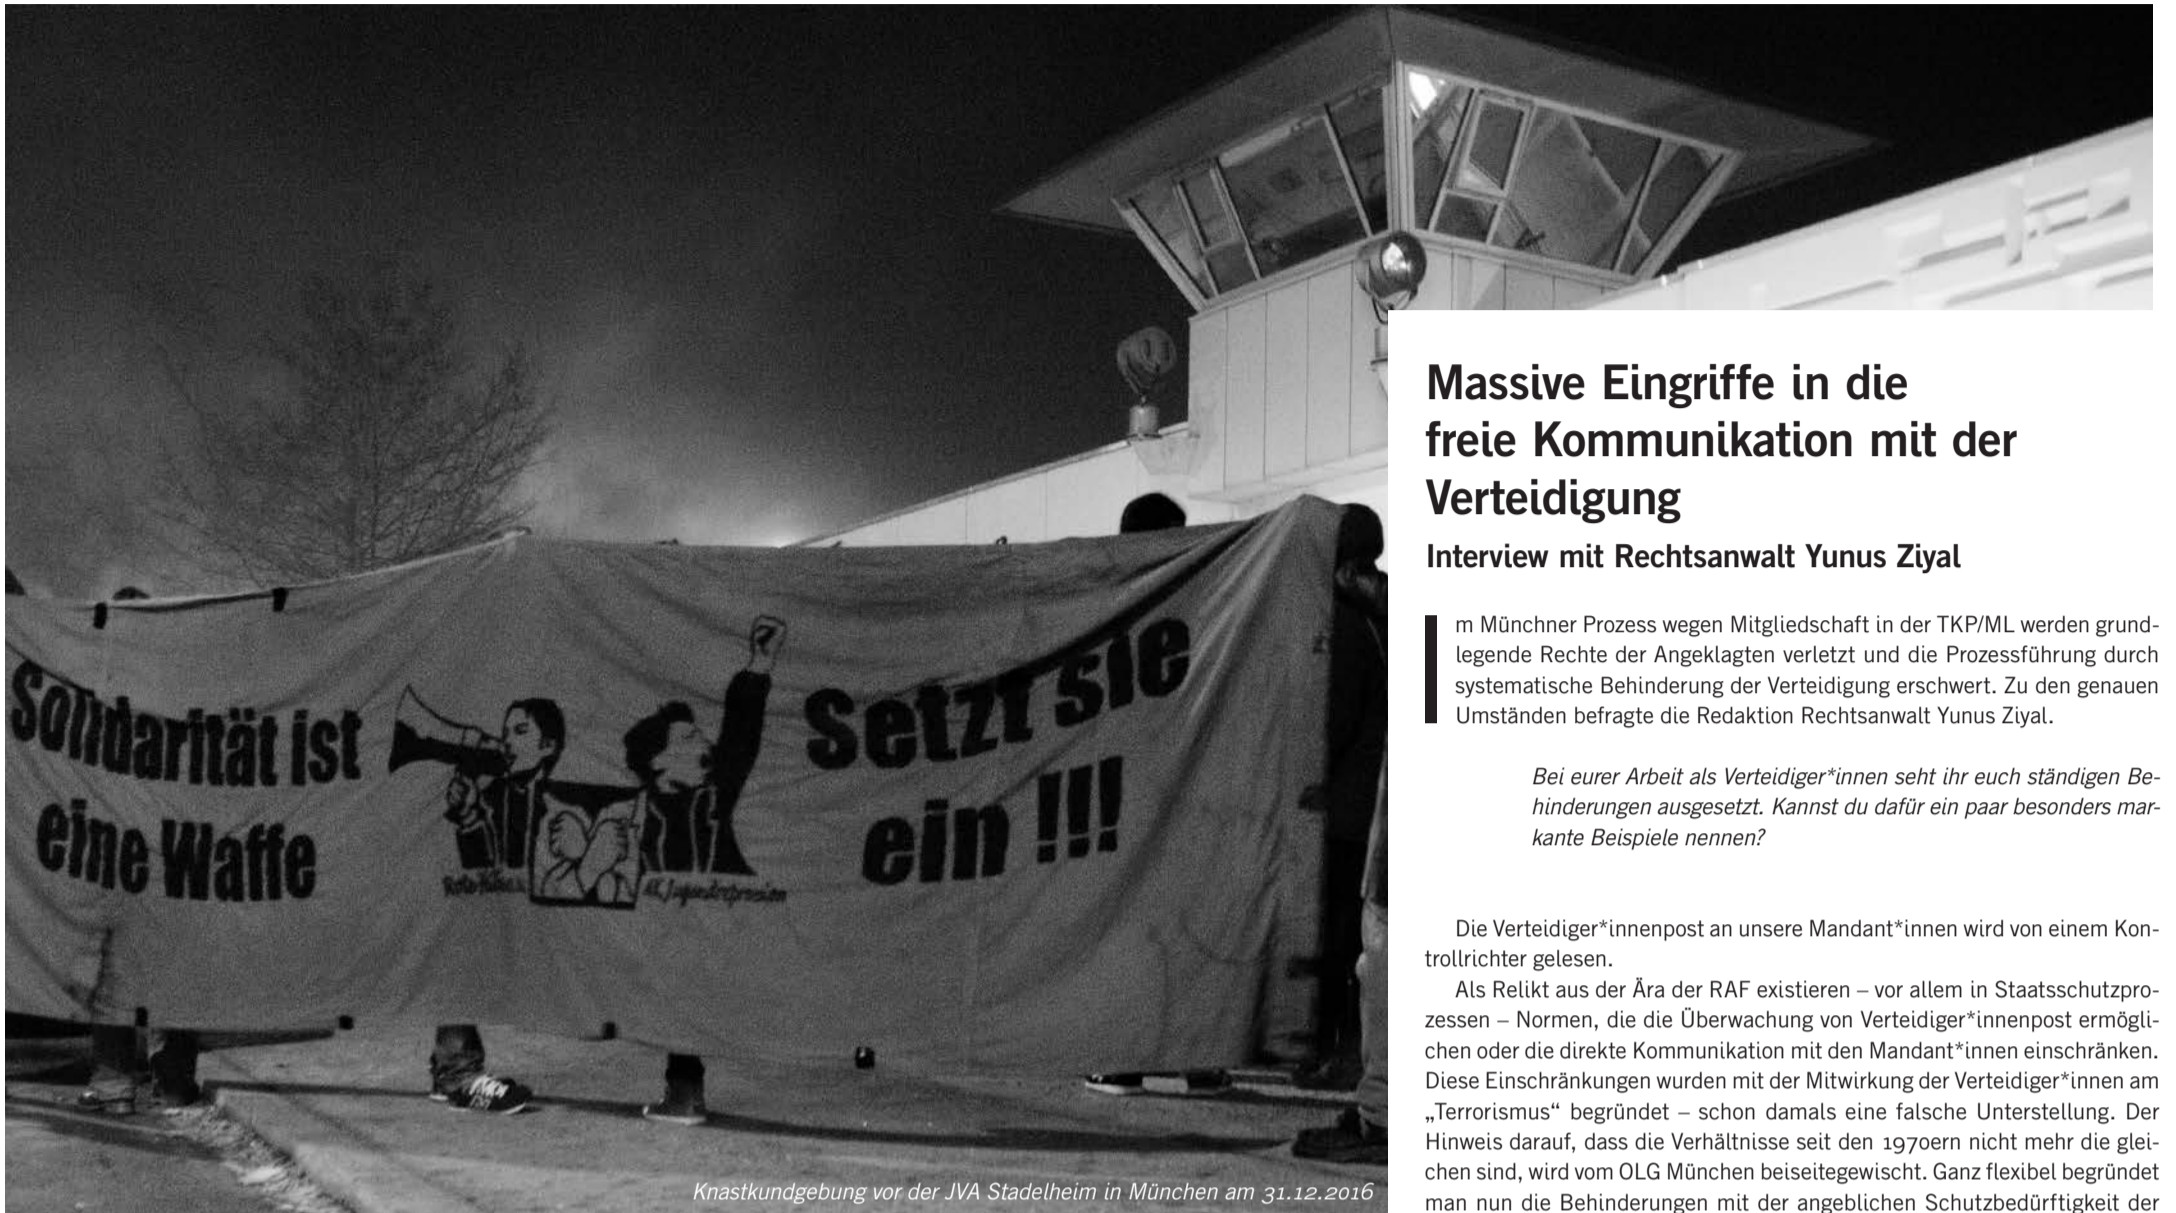 Solidarität ist
eine Waffe
Setzt sie
ein !!!
Knastkundgebung vor der JVA Stadelheim in München am 31.12.2016
Massive Eingriffe in die
freie Kommunikation mit der
Verteidigung
Interview mit Rechtsanwalt Yunus Ziyal
Im Münchner Prozess wegen Mitgliedschaft in der TKP/ML werden grund-
legende Rechte der Angeklagten verletzt und die Prozessführung durch
systematische Behinderung der Verteidigung erschwert. Zu den genauen
Umständen befragte die Redaktion Rechtsanwalt Yunus Ziyal.
Bei eurer Arbeit als Verteidiger*innen seht ihr euch ständigen Be-
hinderungen ausgesetzt. Kannst du dafür ein paar besonders mar-
kante Beispiele nennen?
Die Verteidiger*innenpost an unsere Mandant*innen wird von einem Kon-
trollrichter gelesen.
Als Relikt aus der Ära der RAF existieren – vor allem in Staatsschutzpro-
zessen – Normen, die die Überwachung von Verteidiger*innenpost ermögli-
chen oder die direkte Kommunikation mit den Mandant*innen einschränken.
Diese Einschränkungen wurden mit der Mitwirkung der Verteidiger*innen am
„Terrorismus“ begründet – schon damals eine falsche Unterstellung. Der
Hinweis darauf, dass die Verhältnisse seit den 1970ern nicht mehr die glei-
chen sind, wird vom OLG München beiseitegewischt. Ganz flexibel begründet
man nun die Behinderungen mit der angeblichen Schutzbedürftigkeit der